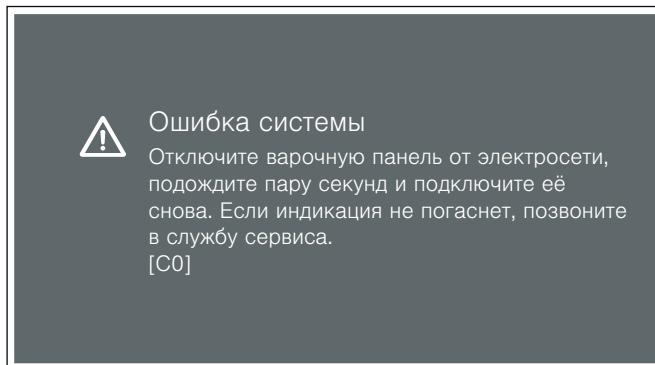 Ошибка системы
Отключите варочную панель от электросети,
подождите пару секунд и подключите её
снова. Если индикация не погаснет, позвоните
в службу сервиса.
[C0]